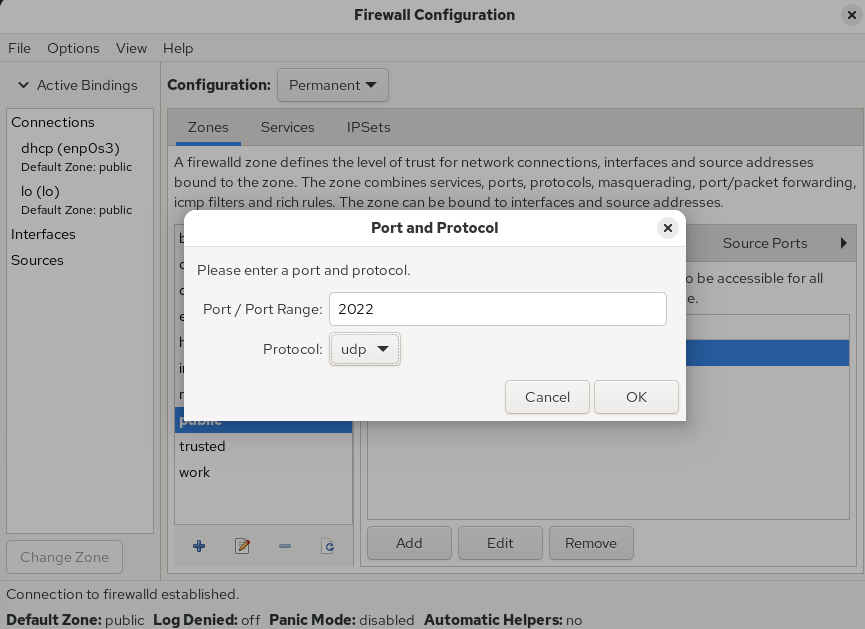 Firewall Configuration
File Options View Help
Active Bindings
Configuration: Permanent
Connections
dhcp (enp0s3)
Default Zone: public
lo (lo)
Default Zone: public
Interfaces
Sources
Change Zone
Zones Services IPSets
A firewalld zone defines the level of trust for network connections, interfaces and source addresses
bound to the zone. The zone combines services, ports, protocols, masquerading, port/packet forwarding,
icmp filters and rich rules. The zone can be bound to interfaces and source addresses.
Source Ports
o be accessible for all
e.
Port and Protocol
Please enter a port and protocol.
Port / Port Range: 2022
Protocol: udp
Cancel OK
public
trusted
work
Add Edit Remove
Connection to firewalld established.
Default Zone: public Log Denied: off Panic Mode: disabled Automatic Helpers: no